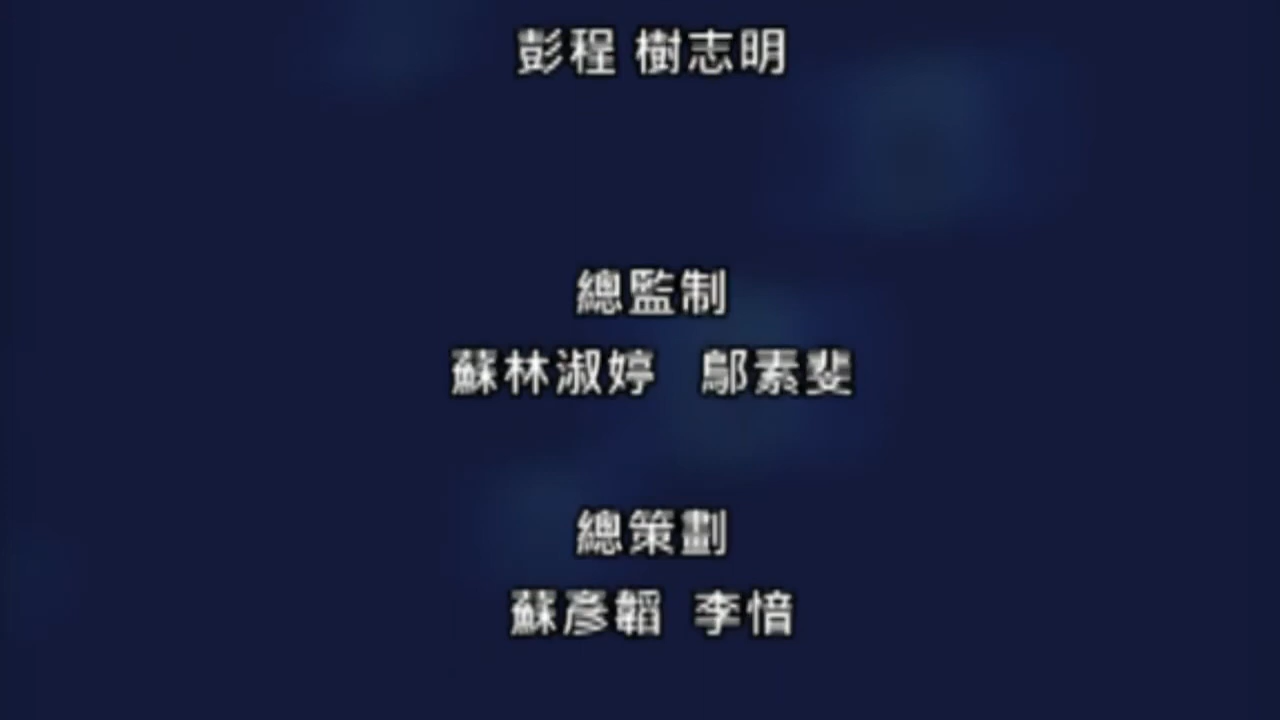 彭程 樹志明
總監制
蘇林淑婷 鄔素斐
總策劃
蘇彥韜 李愔